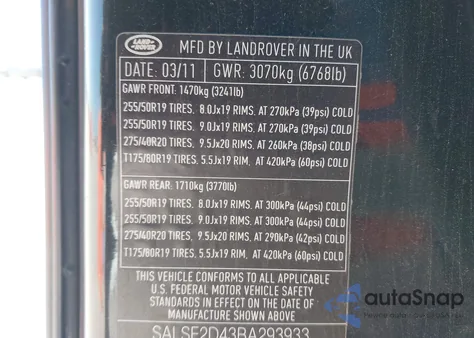 LAND
ROVER
MFD BY LANDROVER IN THE UK
DATE: 03/11 GWR: 3070kg (6768lb)
GAWR FRONT: 1470kg (3241lb)
255/50R19 TIRES, 8.0Jx19 RIMS, AT 270kPa (39psi) COLD
255/50R19 TIRES, 9.0Jx19 RIMS, AT 270kPa (39psi) COLD
275/40R20 TIRES, 9.5Jx20 RIMS, AT 260kPa (38psi) COLD
T175/80R19 TIRES, 5.5Jx19 RIM, AT 420kPa (60psi) COLD
GAWR REAR: 1710kg (3770lb)
255/50R19 TIRES, 8.0Jx19 RIMS, AT 300kPa (44psi) COLD
255/50R19 TIRES, 9.0Jx19 RIMS, AT 300kPa (44psi) COLD
275/40R20 TIRES, 9.5Jx20 RIMS, AT 290kPa (42psi) COLD
T175/80R19 TIRES, 5.5Jx19 RIM, AT 420kPa (60psi) COLD
THIS VEHICLE CONFORMS TO ALL
FEDERAL MOTOR VEHICLE SAFETY
STANDARDS IN EFFECT ON THE DATE
OF MANUFACTURE SHOWN ABOVE
SALSF2D43BA293933
autoSnap